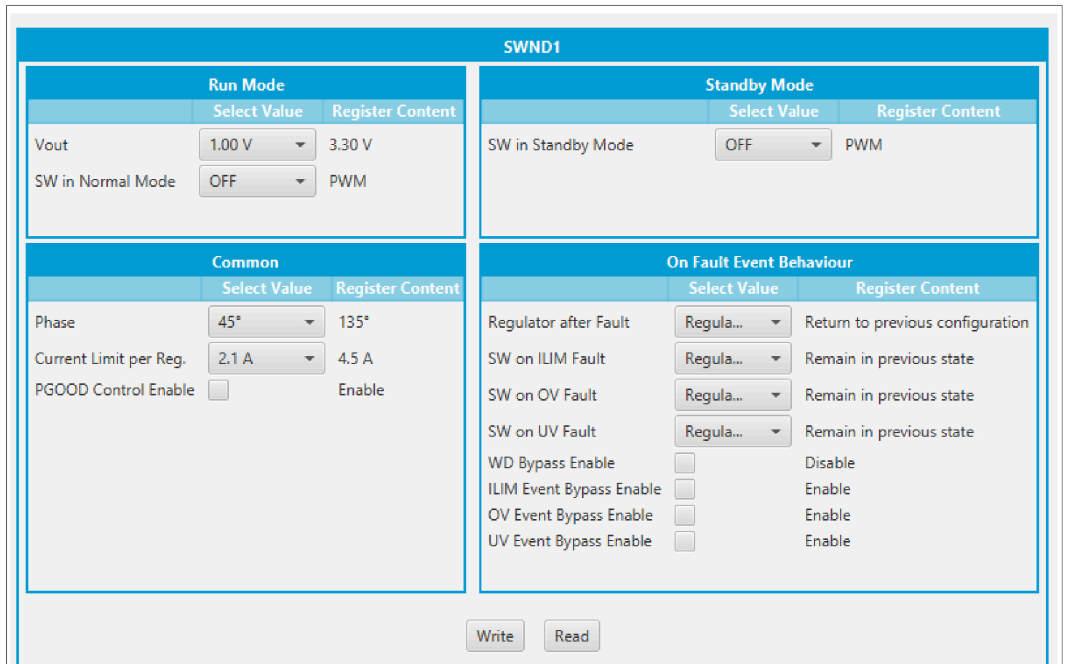 SWND1
Run Mode
Select Value Register Content
Vout 1.00 V 3.30 V
SW in Normal Mode OFF PWM
Standby Mode
Select Value Register Content
SW in Standby Mode OFF PWM
Common
Select Value Register Content
Phase 45° 135°
Current Limit per Reg. 2.1 A 4.5 A
PGOOD Control Enable Enable
On Fault Event Behaviour
Select Value Register Content
Regulator after Fault Regula... Return to previous configuration
SW on ILIM Fault Regula... Remain in previous state
SW on OV Fault Regula... Remain in previous state
SW on UV Fault Regula... Remain in previous state
WD Bypass Enable Disable
ILIM Event Bypass Enable Enable
OV Event Bypass Enable Enable
UV Event Bypass Enable Enable
Write Read